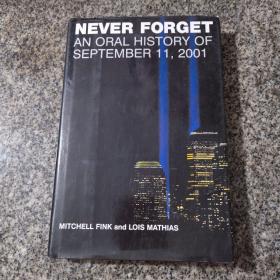 NEVER FORGET
AN ORAL HISTORY OF
SEPTEMBER 11, 2001
MITCHELL FINK and LOIS MATHIAS